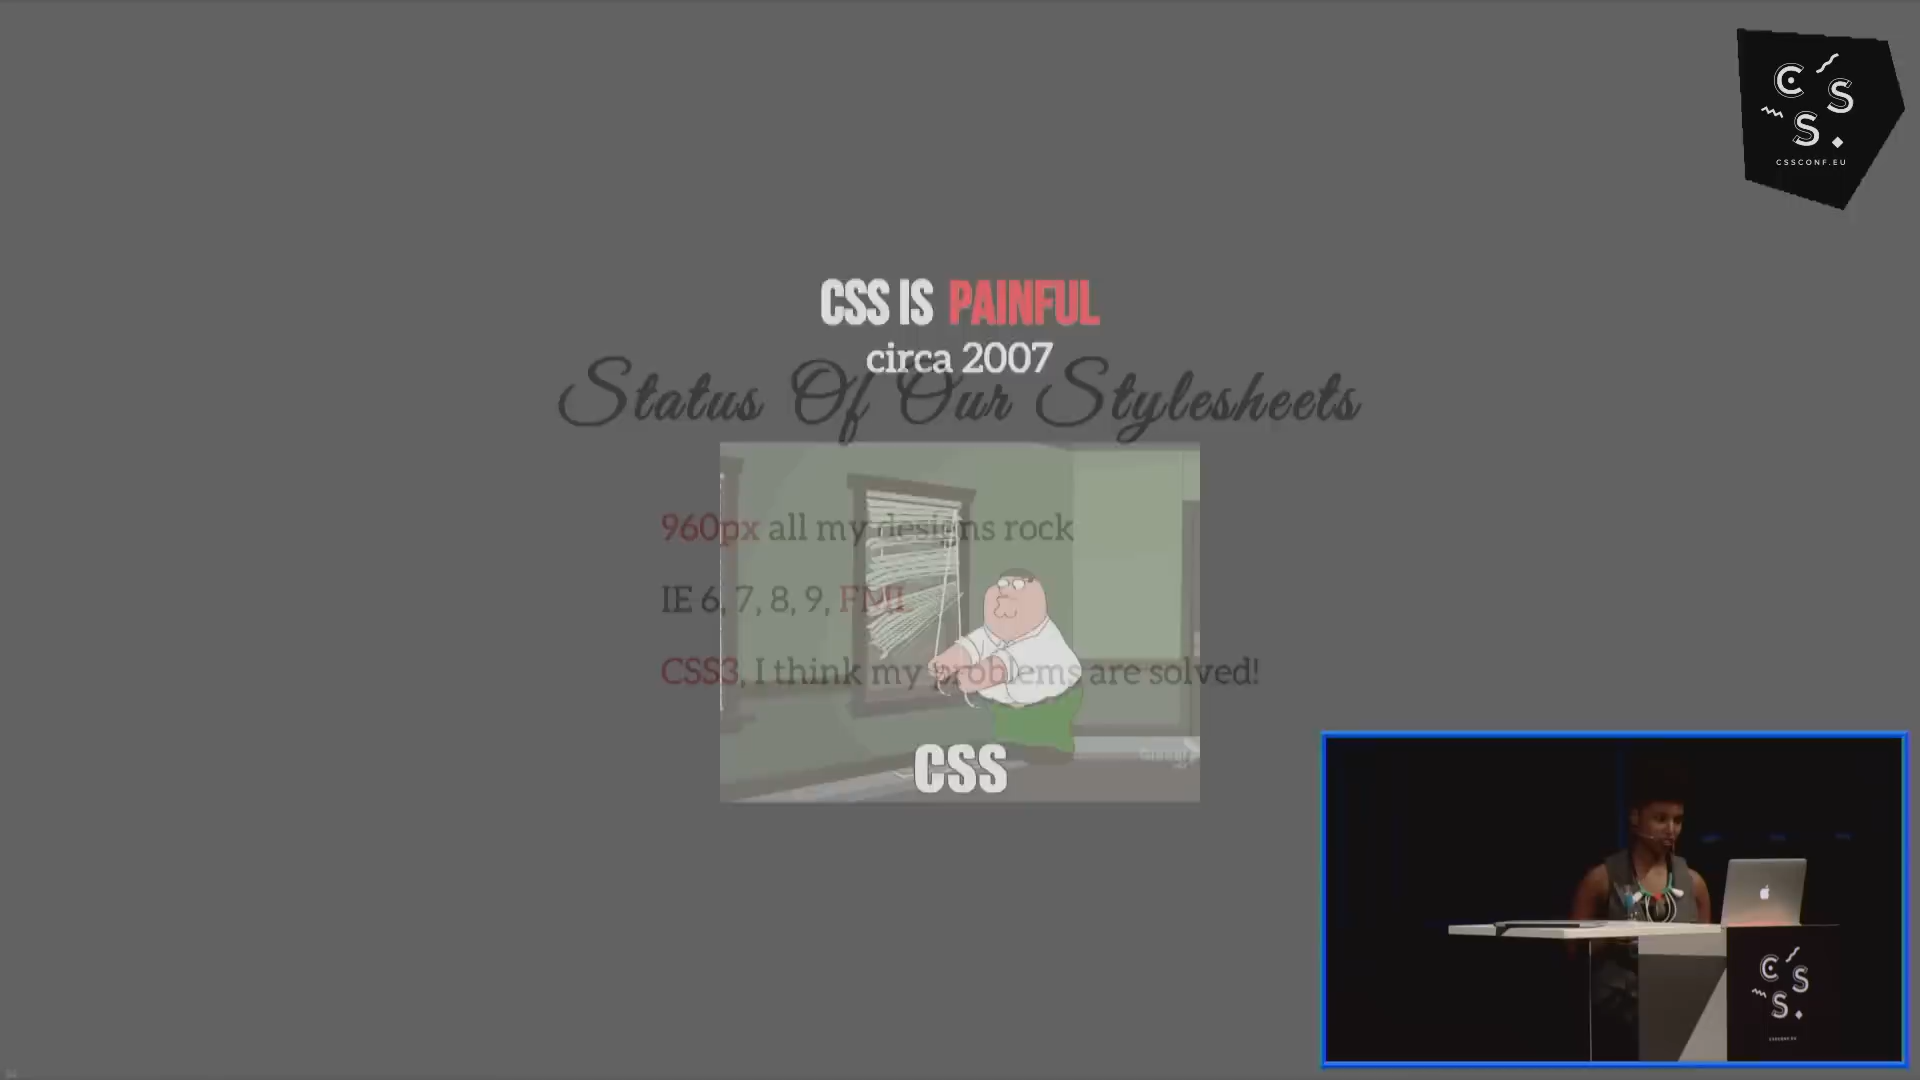 C
S
S.
CSSCONF.EU
CSS IS PAINFUL
circa 2007
Status Of Our Stylesheets
960px all my designs rock
IE 6, 7, 8, 9, FML
CSS3, I think my problems are solved!
CSS
C
S
S